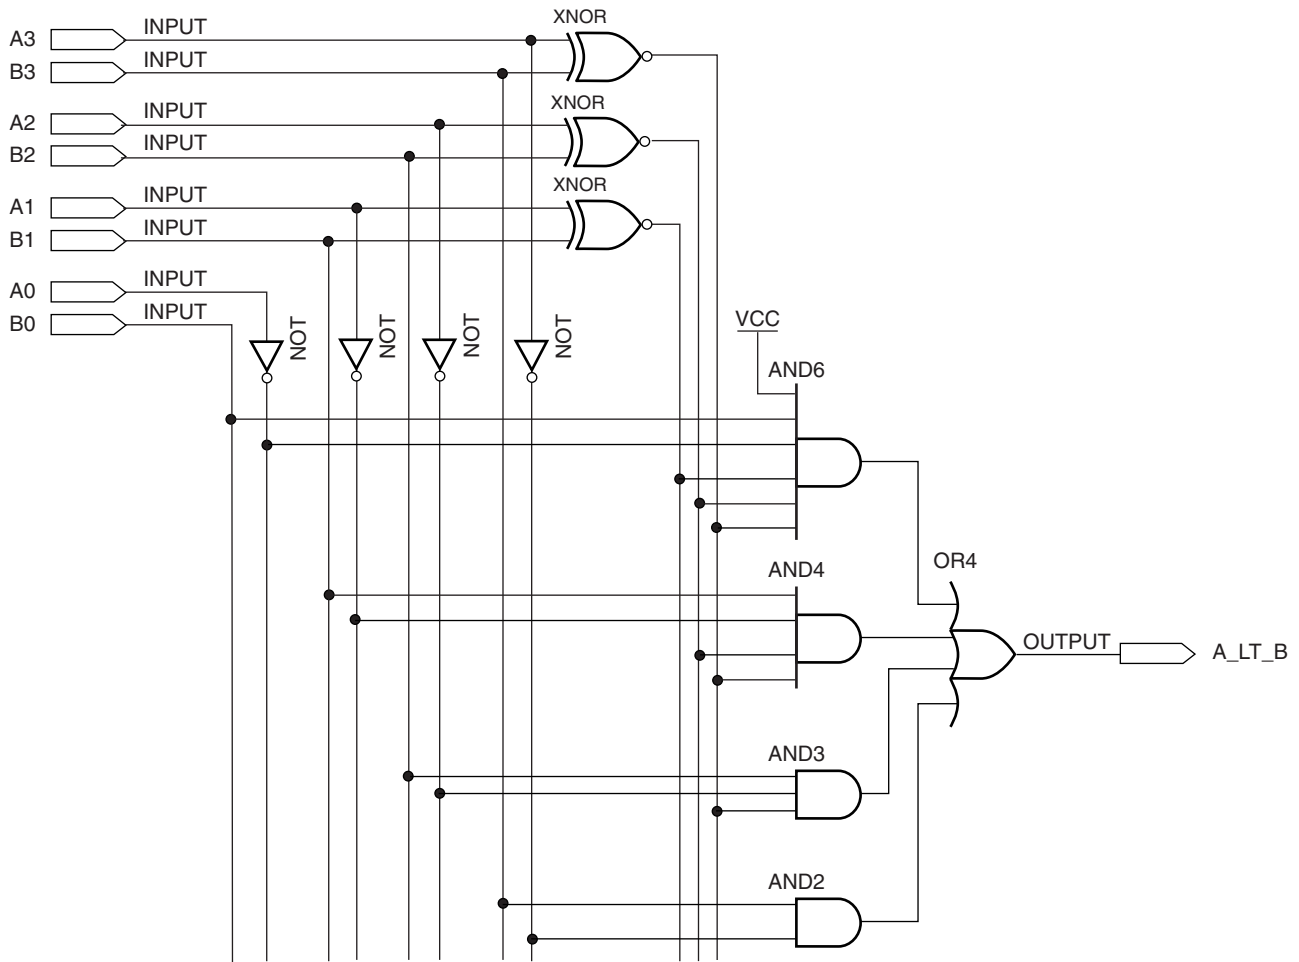 XNOR
A3 INPUT
B3 INPUT
XNOR
A2 INPUT
B2 INPUT
XNOR
A1 INPUT
B1 INPUT
A0 INPUT
B0 INPUT
NOT
NOT
NOT
NOT
VCC
AND6
OR4
AND4
OUTPUT
A_LT_B
AND3
AND2